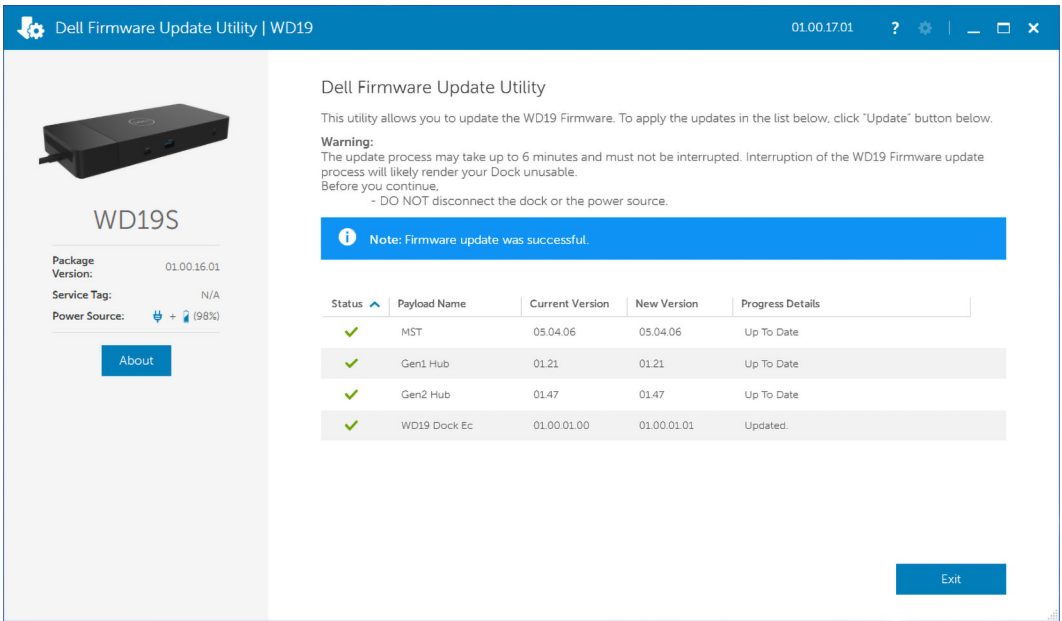 Dell Firmware Update Utility | WD19
01.00.17.01
?
Dell Firmware Update Utility
This utility allows you to update the WD19 Firmware. To apply the updates in the list below, click "Update" button below.
Warning:
The update process may take up to 6 minutes and must not be interrupted. Interruption of the WD19 Firmware update
process will likely render your Dock unusable.
Before you continue,
- DO NOT disconnect the dock or the power source.
WD19S
Package Version: 01.00.16.01
Service Tag: N/A
Power Source: + (98%)
About
Note: Firmware update was successful.
Status Payload Name Current Version New Version Progress Details
MST 05.04.06 05.04.06 Up To Date
Gen1 Hub 01.21 01.21 Up To Date
Gen2 Hub 01.47 01.47 Up To Date
WD19 Dock Ec 01.00.01.00 01.00.01.01 Updated.
Exit